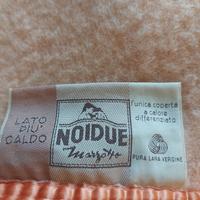 LATO
PIU'
CALDO
NOIDUE
Marzotto
l'unica coperta
a calore
differenziato
PURA LANA VERGINE